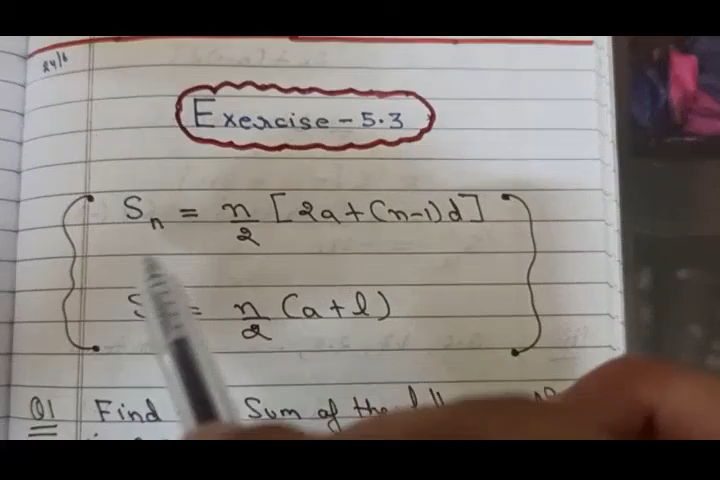 24/6
Exercise - 5.3
Sn = n/2 [2a+(n-1)d]
S = n/2 (a+l)
Q1 Find Sum of the